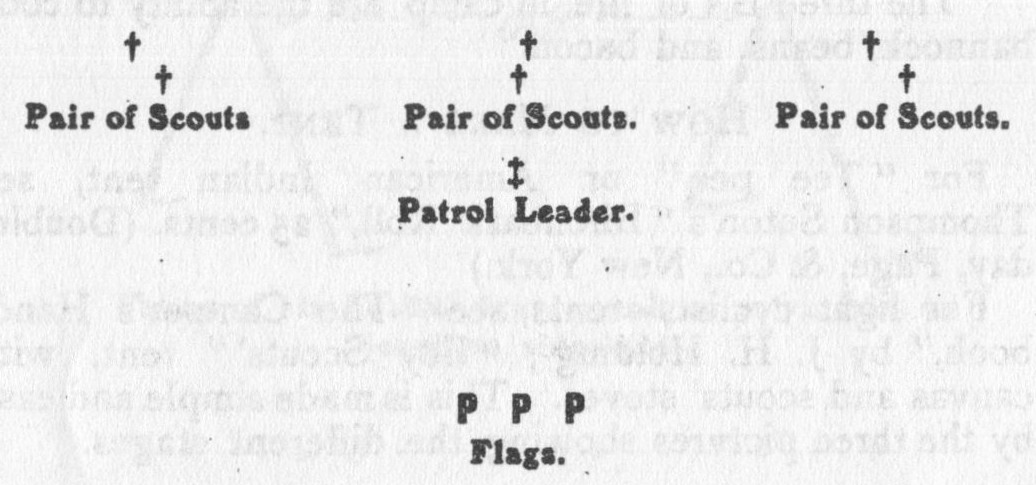 † † †
† † †
Pair of Scouts Pair of Scouts. Pair of Scouts.
‡
Patrol Leader.
P P P
Flags.